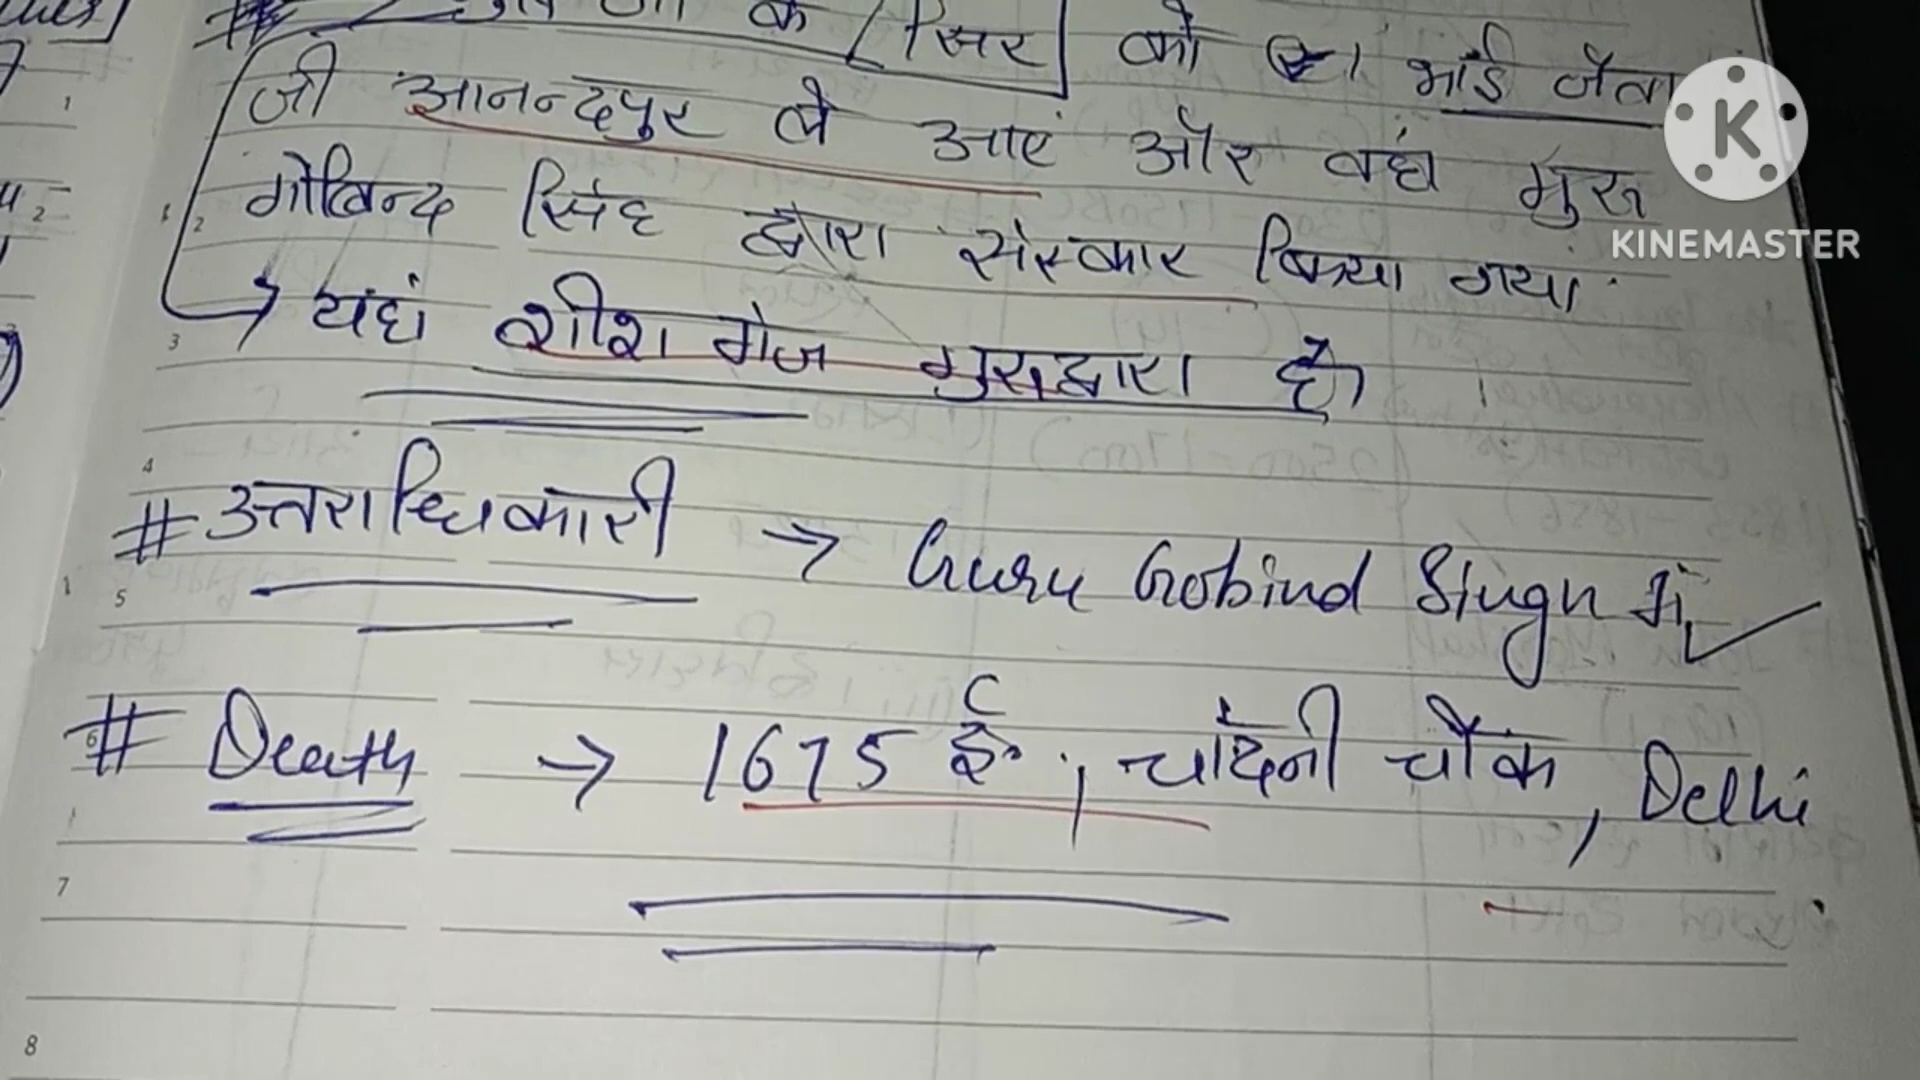 के सिर को भाई जैता
जी आनन्दपुर ले आएं और वहां गुरु
गोबिन्द सिंह द्वारा संस्कार किया गया।
→ यहां शीश गंज गुरुद्वारा है।
# उत्तराधिकारी → Guru Gobind Singh Ji
# Death → 1675 ई॰, चांदनी चौंक, Delhi
KINEMASTER